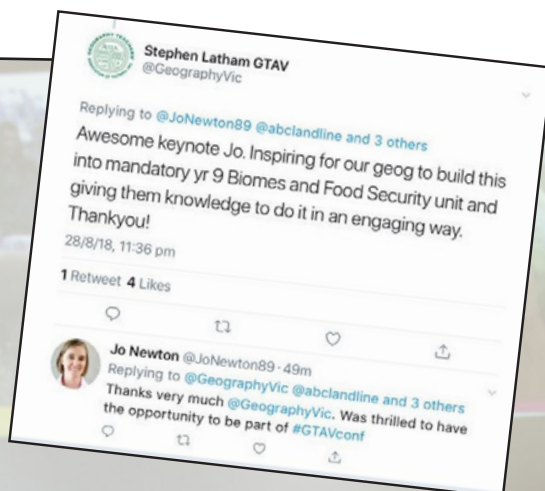 Stephen Latham GTAV
@GeographyVic
Replying to @JoNewton89 @abclandline and 3 others
Awesome keynote Jo. Inspiring for our geog to build this
into mandatory yr 9 Biomes and Food Security unit and
giving them knowledge to do it in an engaging way.
Thankyou!
28/8/18, 11:36 pm
1 Retweet 4 Likes
Jo Newton @JoNewton89 · 49m
Replying to @GeographyVic @abclandline and 3 others
Thanks very much @GeographyVic. Was thrilled to have
the opportunity to be part of #GTAVconf